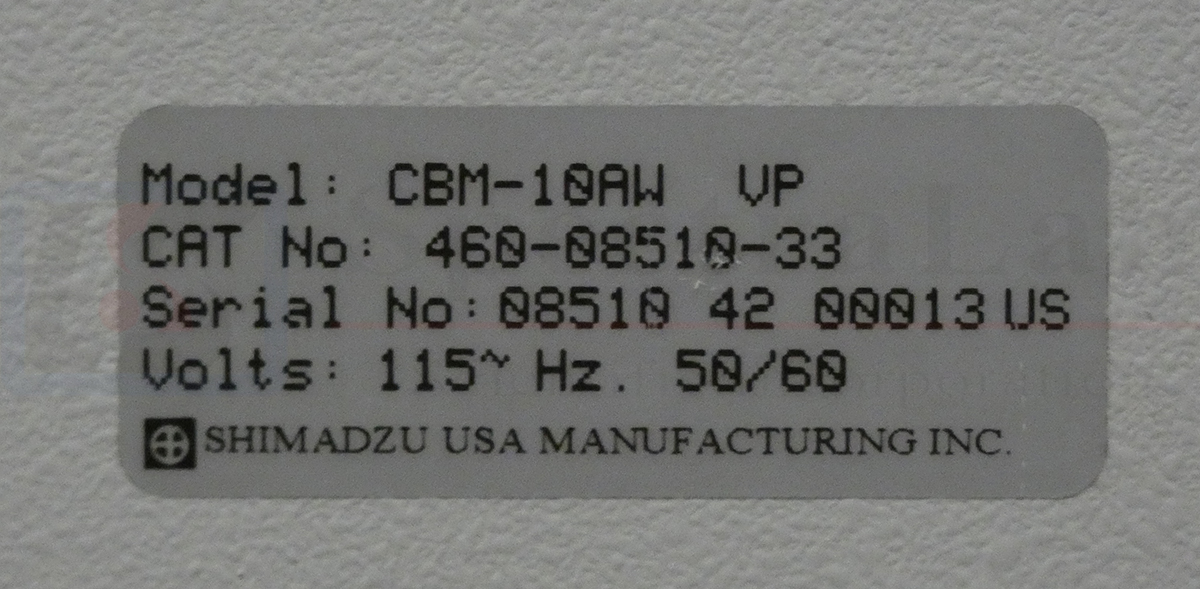 Model: CBM-10AW VP
CAT No: 460-08510-33
Serial No: 08510 42 00013 US
Volts: 115~ Hz. 50/60
SHIMADZU USA MANUFACTURING INC.